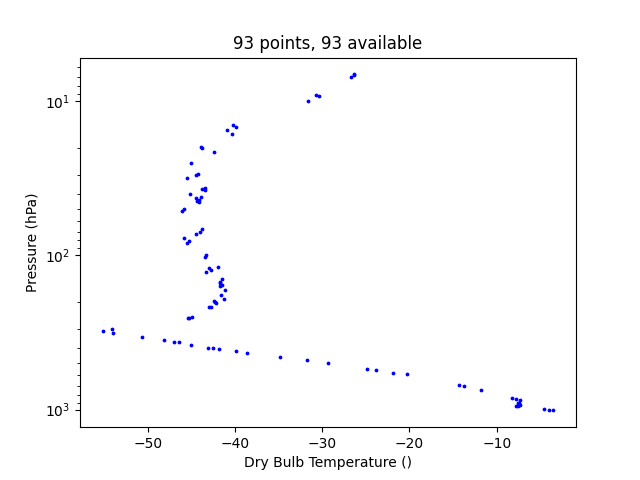 93 points, 93 available
Pressure (hPa)
10¹
10²
10³
−50
−40
−30
−20
−10
Dry Bulb Temperature ()